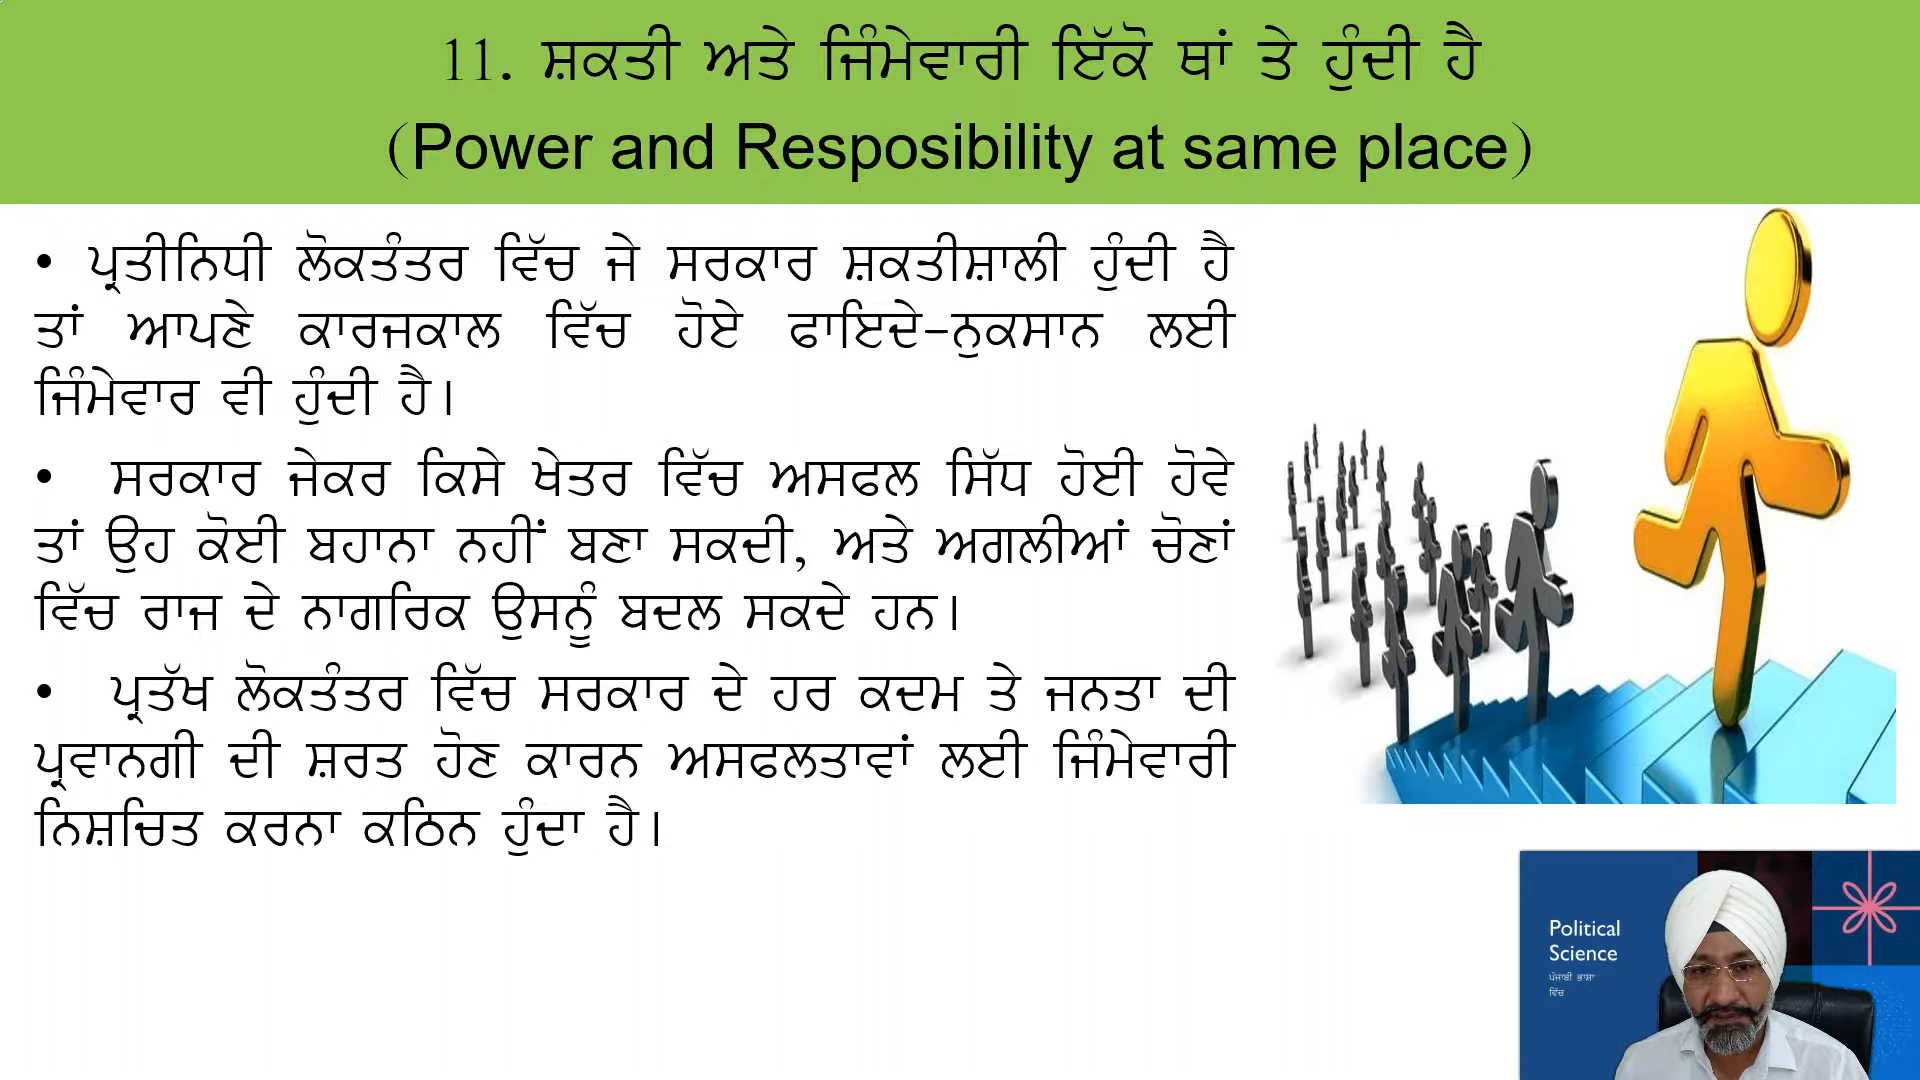 11. ਸ਼ਕਤੀ ਅਤੇ ਜਿੰਮੇਵਾਰੀ ਇੱਕੋ ਥਾਂ ਤੇ ਹੁੰਦੀ ਹੈ
(Power and Resposibility at same place)
• ਪ੍ਰਤੀਨਿਧੀ ਲੋਕਤੰਤਰ ਵਿੱਚ ਜੇ ਸਰਕਾਰ ਸ਼ਕਤੀਸ਼ਾਲੀ ਹੁੰਦੀ ਹੈ
ਤਾਂ ਆਪਣੇ ਕਾਰਜਕਾਲ ਵਿੱਚ ਹੋਏ ਫਾਇਦੇ-ਨੁਕਸਾਨ ਲਈ
ਜਿੰਮੇਵਾਰ ਵੀ ਹੁੰਦੀ ਹੈ।
• ਸਰਕਾਰ ਜੇਕਰ ਕਿਸੇ ਖੇਤਰ ਵਿੱਚ ਅਸਫਲ ਸਿੱਧ ਹੋਈ ਹੋਵੇ
ਤਾਂ ਉਹ ਕੋਈ ਬਹਾਨਾ ਨਹੀਂ ਬਣਾ ਸਕਦੀ, ਅਤੇ ਅਗਲੀਆਂ ਚੋਣਾਂ
ਵਿੱਚ ਰਾਜ ਦੇ ਨਾਗਰਿਕ ਉਸਨੂੰ ਬਦਲ ਸਕਦੇ ਹਨ।
• ਪ੍ਰਤੱਖ ਲੋਕਤੰਤਰ ਵਿੱਚ ਸਰਕਾਰ ਦੇ ਹਰ ਕਦਮ ਤੇ ਜਨਤਾ ਦੀ
ਪ੍ਰਵਾਨਗੀ ਦੀ ਸ਼ਰਤ ਹੋਣ ਕਾਰਨ ਅਸਫਲਤਾਵਾਂ ਲਈ ਜਿੰਮੇਵਾਰੀ
ਨਿਸ਼ਚਿਤ ਕਰਨਾ ਕਠਿਨ ਹੁੰਦਾ ਹੈ।
Political
Science
ਪੰਜਾਬੀ ਭਾਸ਼ਾ
ਵਿੱਚ